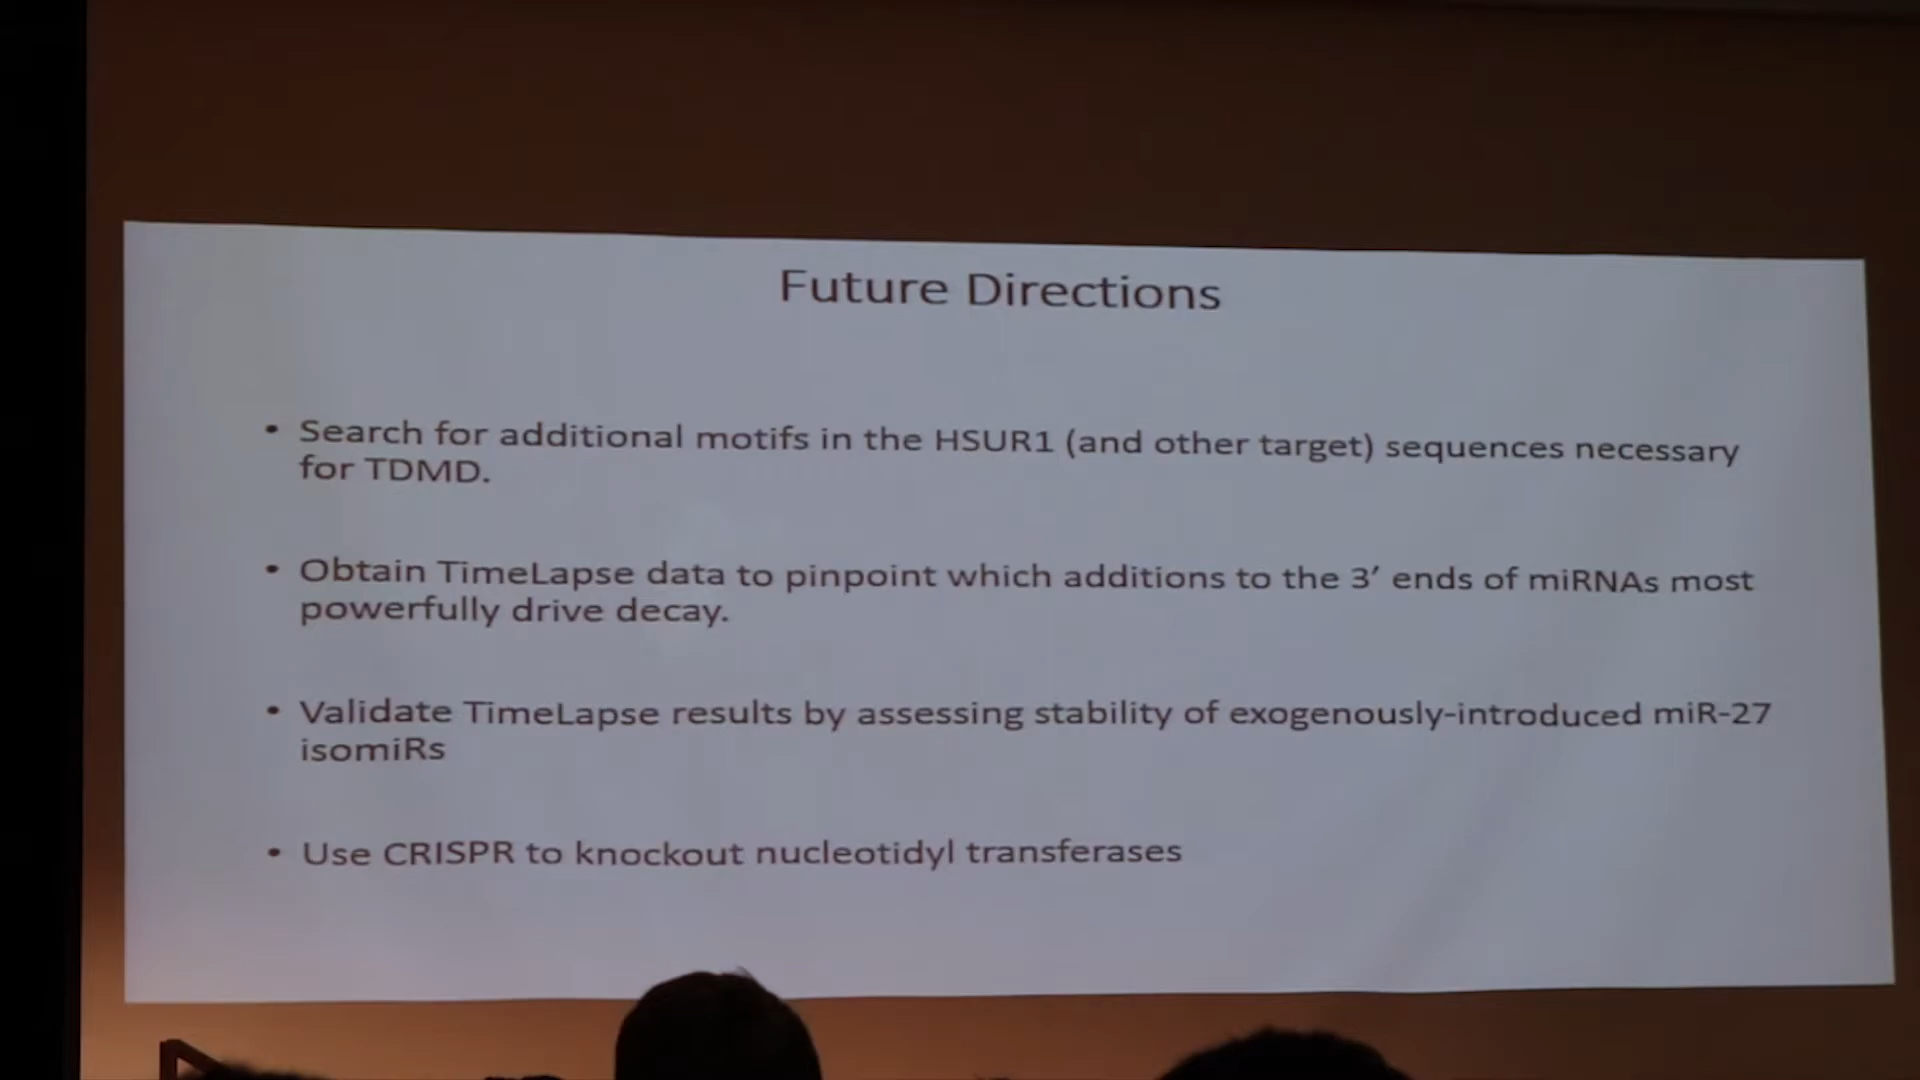 Future Directions
• Search for additional motifs in the HSUR1 (and other target) sequences necessary
for TDMD.
• Obtain TimeLapse data to pinpoint which additions to the 3′ ends of miRNAs most
powerfully drive decay.
• Validate TimeLapse results by assessing stability of exogenously-introduced miR-27
isomiRs
• Use CRISPR to knockout nucleotidyl transferases